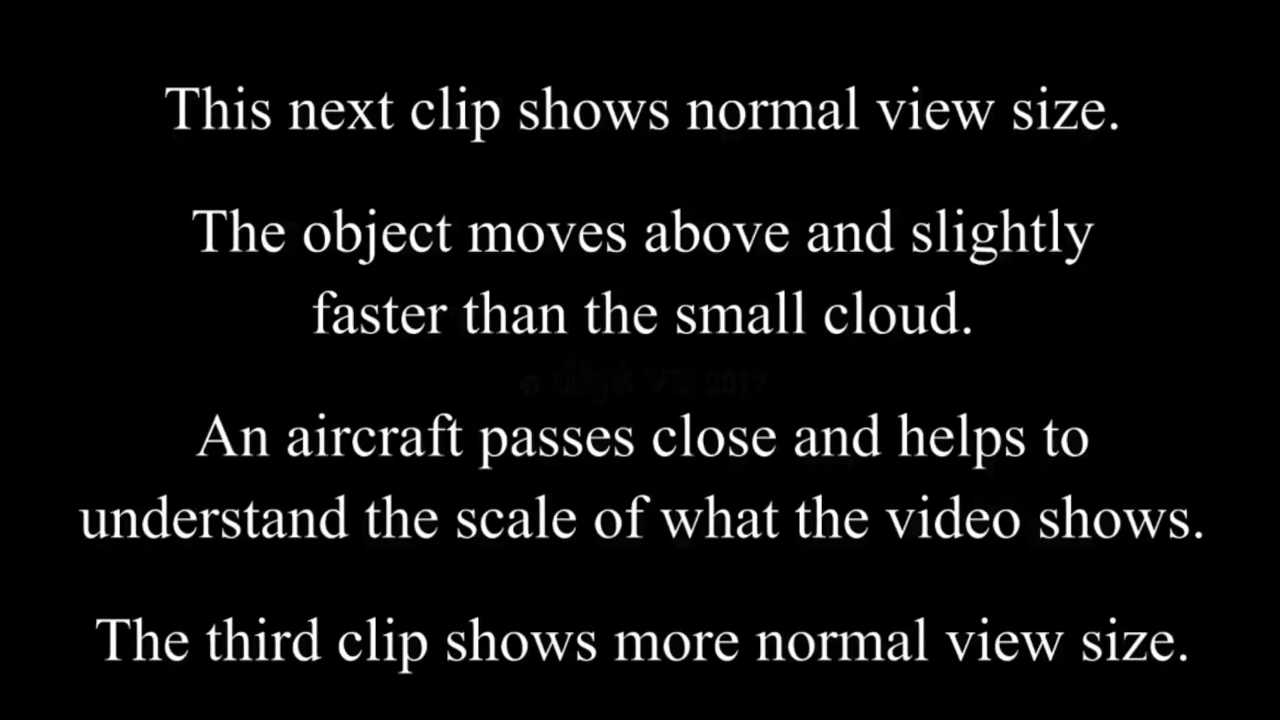 This next clip shows normal view size.
The object moves above and slightly
faster than the small cloud.
An aircraft passes close and helps to
understand the scale of what the video shows.
The third clip shows more normal view size.